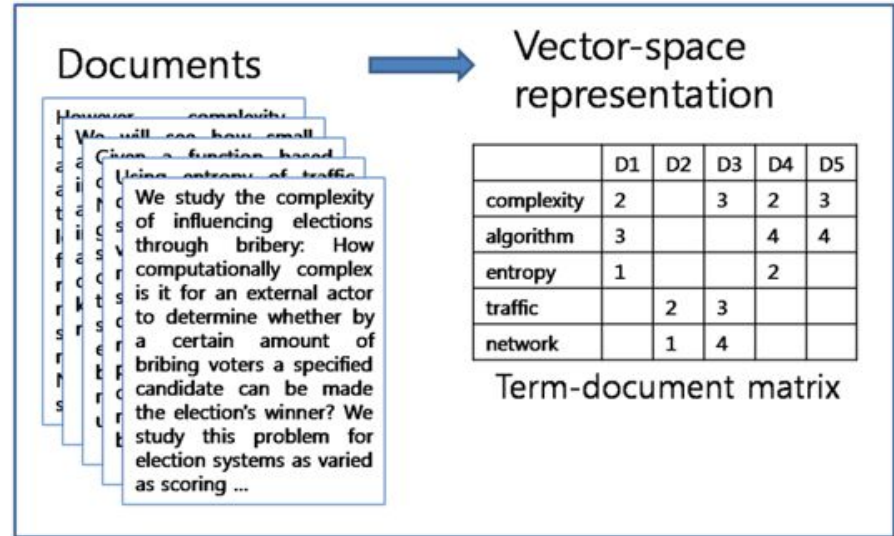 Documents
Vector-space
representation
However, complexity
We will see how small
Given a function based
Using entropy of traffic
We study the complexity
of influencing elections
through bribery: How
computationally complex
is it for an external actor
to determine whether by
a certain amount of
bribing voters a specified
candidate can be made
the election's winner? We
study this problem for
election systems as varied
as scoring ...
D1 D2 D3 D4 D5
complexity 2 3 2 3
algorithm 3 4 4
entropy 1 2
traffic 2 3
network 1 4
Term-document matrix